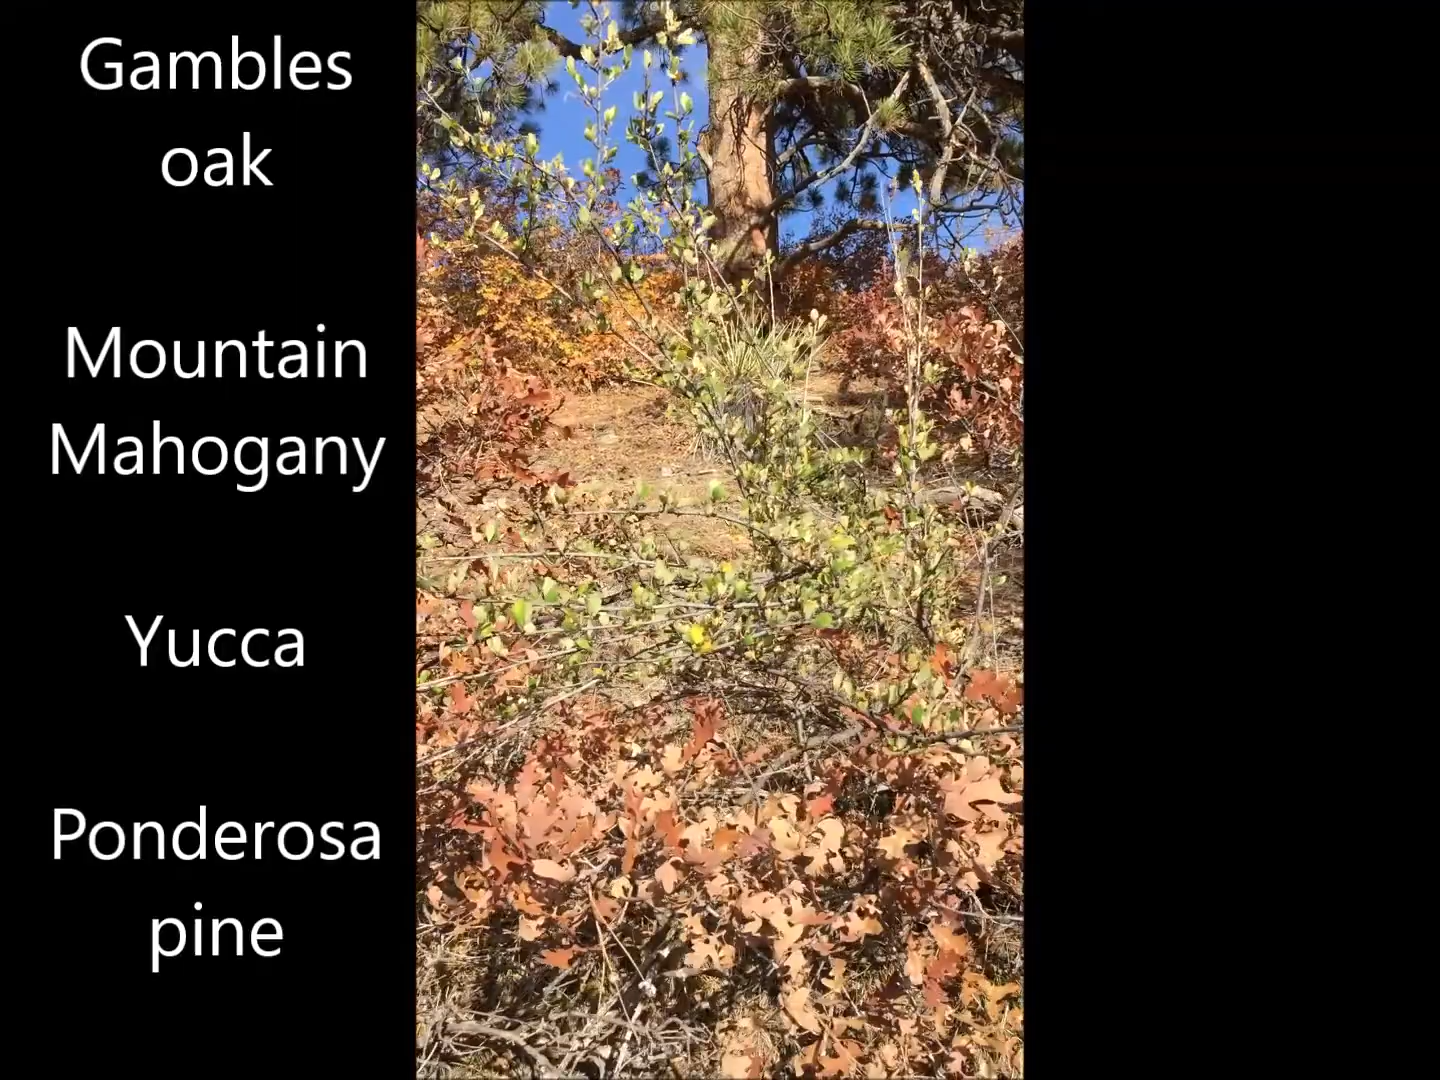 Gambles
oak
Mountain
Mahogany
Yucca
Ponderosa
pine